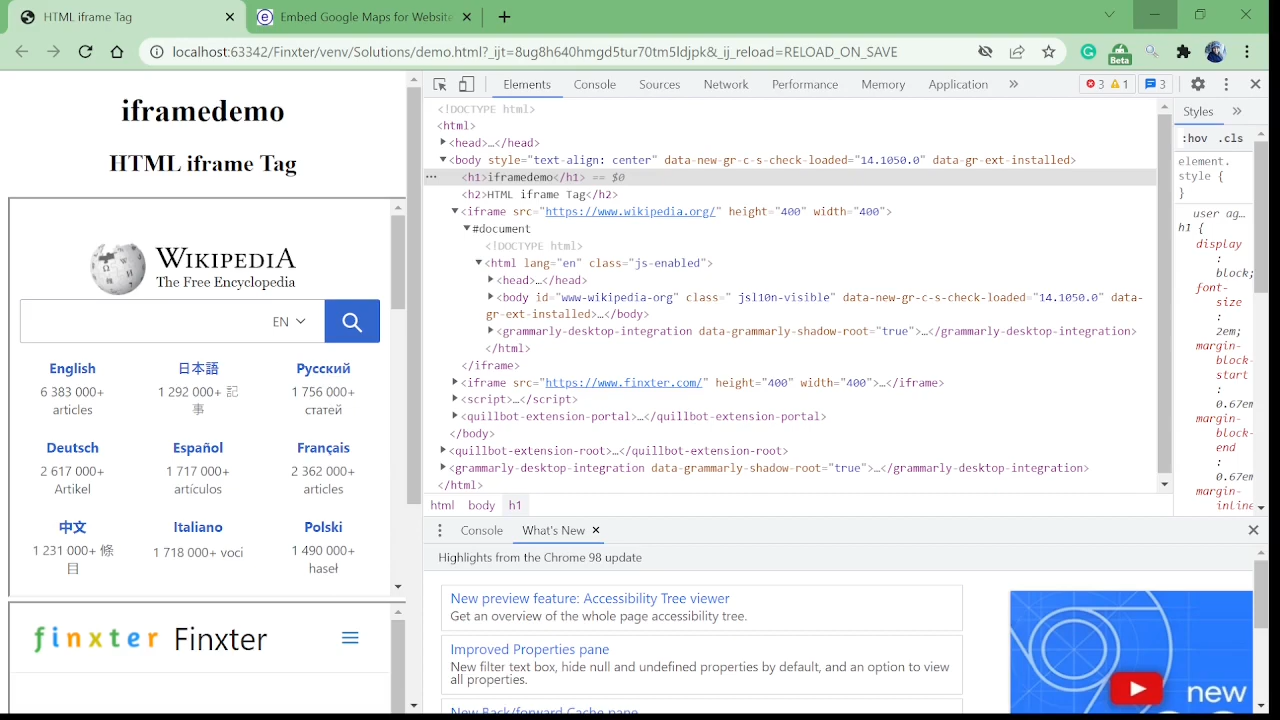 HTML iframe Tag
Embed Google Maps for Website
localhost:63342/Finxter/venv/Solutions/demo.html?_ijt=8ug8h640hmgd5tur70tm5ldjpk&_ij_reload=RELOAD_ON_SAVE
Beta
iframedemo
HTML iframe Tag
WIKIPEDIA
The Free Encyclopedia
EN
English
日本語
Русский
6 383 000+
articles
1 292 000+ 記
事
1 756 000+
статей
Deutsch
Español
Français
2 617 000+
Artikel
1 717 000+
artículos
2 362 000+
articles
中文
Italiano
Polski
1 231 000+ 條
目
1 718 000+ voci
1 490 000+
haseł
finxter Finxter
Elements
Console
Sources
Network
Performance
Memory
Application
3
1
3
<!DOCTYPE html>
<html>
<head>…</head>
<body style="text-align: center" data-new-gr-c-s-check-loaded="14.1050.0" data-gr-ext-installed>
<h1>iframedemo</h1> == $0
<h2>HTML iframe Tag</h2>
<iframe src="https://www.wikipedia.org/" height="400" width="400">
#document
<!DOCTYPE html>
<html lang="en" class="js-enabled">
<head>…</head>
<body id="www-wikipedia-org" class=" jsl10n-visible" data-new-gr-c-s-check-loaded="14.1050.0" data-
gr-ext-installed>…</body>
<grammarly-desktop-integration data-grammarly-shadow-root="true">…</grammarly-desktop-integration>
</html>
</iframe>
<iframe src="https://www.finxter.com/" height="400" width="400">…</iframe>
<script>…</script>
<quillbot-extension-portal>…</quillbot-extension-portal>
</body>
<quillbot-extension-root>…</quillbot-extension-root>
<grammarly-desktop-integration data-grammarly-shadow-root="true">…</grammarly-desktop-integration>
</html>
html body h1
Styles
:hov .cls
element.
style {
}
user ag…
h1 {
display
:
block;
font-
size
:
2em;
margin-
block-
start
:
0.67em
margin-
block-
end
:
0.67em
margin-
inline
Console
What's New
Highlights from the Chrome 98 update
New preview feature: Accessibility Tree viewer
Get an overview of the whole page accessibility tree.
Improved Properties pane
New filter text box, hide null and undefined properties by default, and an option to view
all properties.
New Back/forward Cache pane
new